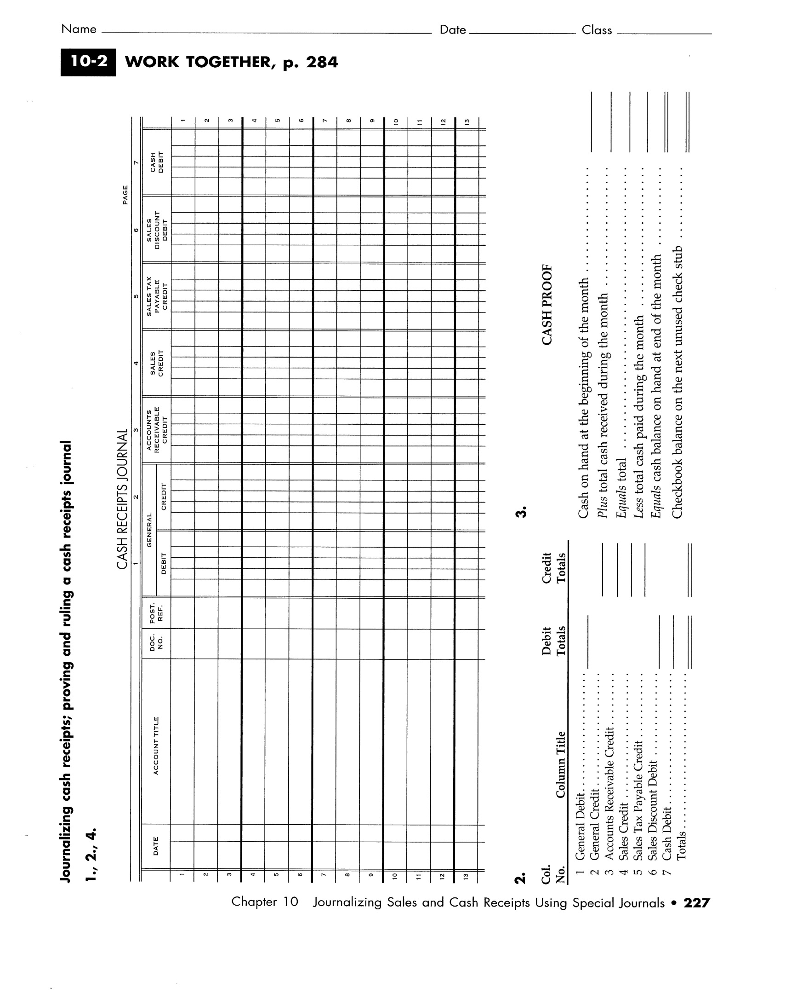 Name Date Class
10-2 WORK TOGETHER, p. 284
Journalizing cash receipts; proving and ruling a cash receipts journal
1., 2., 4.
CASH RECEIPTS JOURNAL PAGE
1 2 3 4 5 6 7
DATE ACCOUNT TITLE DOC. NO. POST. REF. GENERAL DEBIT CREDIT ACCOUNTS RECEIVABLE CREDIT SALES CREDIT SALES TAX PAYABLE CREDIT SALES DISCOUNT DEBIT CASH DEBIT
1 1
2 2
3 3
4 4
5 5
6 6
7 7
8 8
9 9
10 10
11 11
12 12
13 13
2.
Col. No. Column Title Debit Totals Credit Totals
1 General Debit
2 General Credit
3 Accounts Receivable Credit
4 Sales Credit
5 Sales Tax Payable Credit
6 Sales Discount Debit
7 Cash Debit
Totals
3.
CASH PROOF
Cash on hand at the beginning of the month
Plus total cash received during the month
Equals total
Less total cash paid during the month
Equals cash balance on hand at end of the month
Checkbook balance on the next unused check stub
Chapter 10 Journalizing Sales and Cash Receipts Using Special Journals • 227